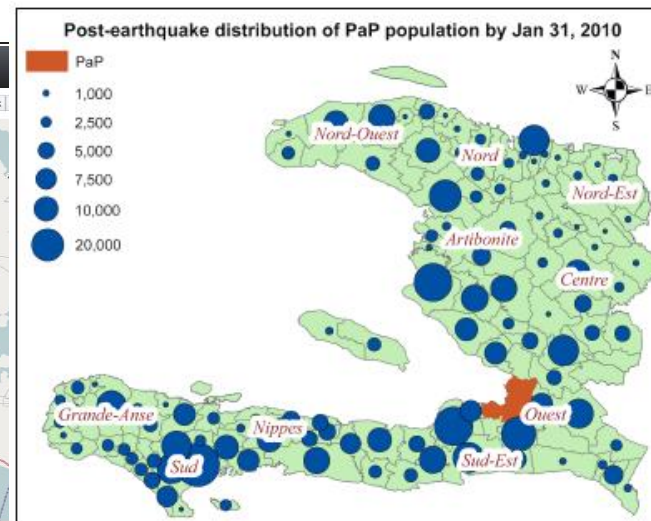 Post-earthquake distribution of PaP population by Jan 31, 2010
PaP
1,000
2,500
5,000
7,500
10,000
20,000
N
W E
S
Nord-Ouest
Nord
Nord-Est
Artibonite
Centre
Grande-Anse
Nippes
Ouest
Sud
Sud-Est